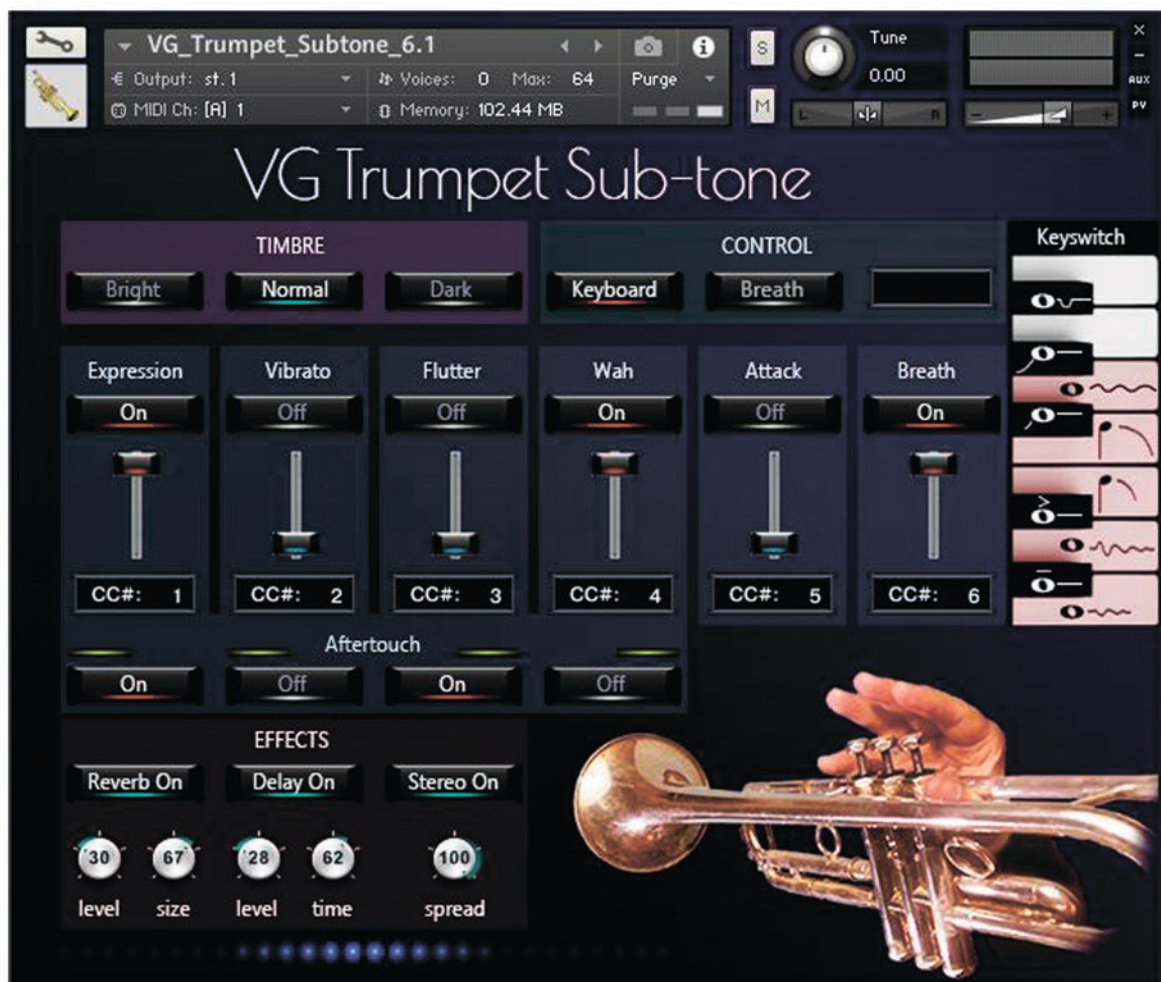 VG_Trumpet_Subtone_6.1
Output: st. 1
Voices: 0 Max: 64
Purge
MIDI Ch: [A] 1
Memory: 102.44 MB
S
M
Tune
0.00
L R
- +
×
-
AUX
PV
VG Trumpet Sub-tone
TIMBRE
Bright Normal Dark
CONTROL
Keyboard Breath
Keyswitch
Expression Vibrato Flutter Wah Attack Breath
On Off Off On Off On
CC#: 1 CC#: 2 CC#: 3 CC#: 4 CC#: 5 CC#: 6
Aftertouch
On Off On Off
EFFECTS
Reverb On Delay On Stereo On
30 67 28 62 100
level size level time spread